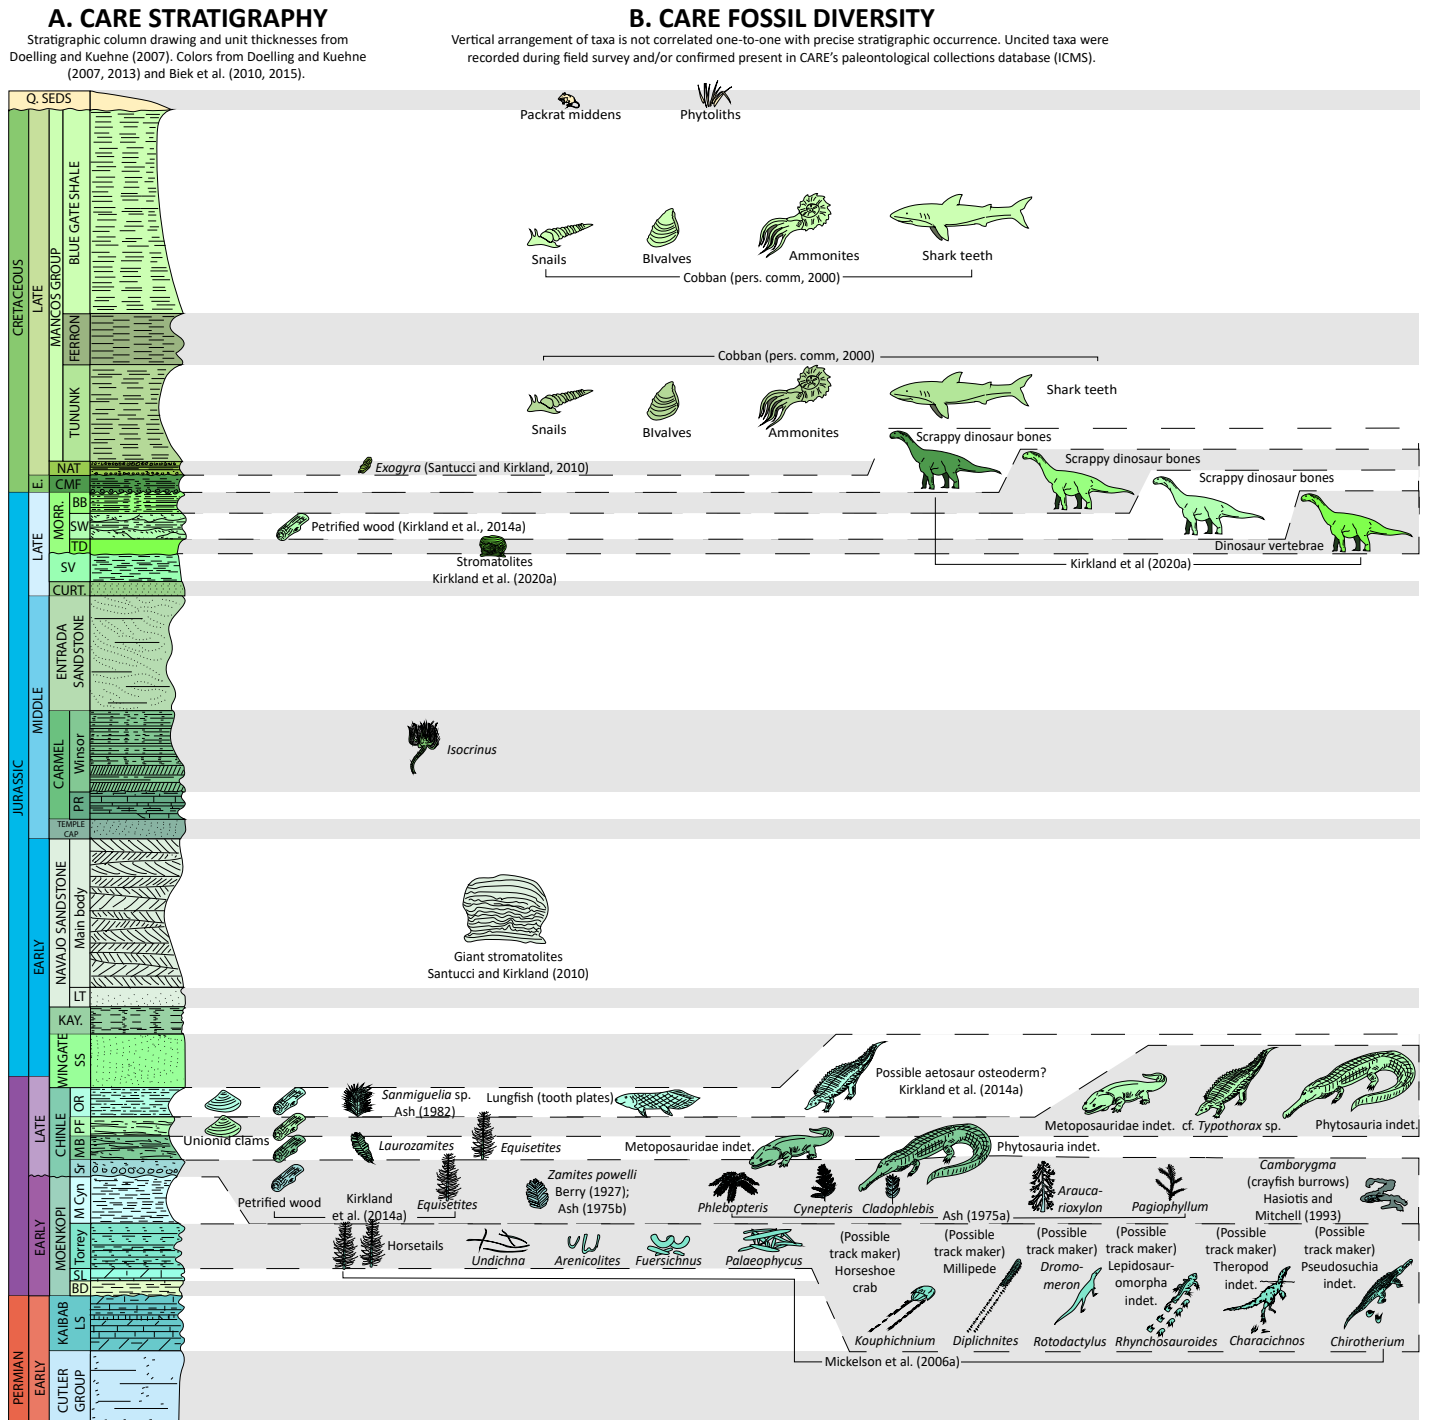 A. CARE STRATIGRAPHY
Stratigraphic column drawing and unit thicknesses from
Doelling and Kuehne (2007). Colors from Doelling and Kuehne
(2007, 2013) and Biek et al. (2010, 2015).
B. CARE FOSSIL DIVERSITY
Vertical arrangement of taxa is not correlated one-to-one with precise stratigraphic occurrence. Uncited taxa were
recorded during field survey and/or confirmed present in CARE's paleontological collections database (ICMS).
Q. SEDS
CRETACEOUS
LATE
MANCOS GROUP
BLUE GATE SHALE
FERRON
TUNUNK
NAT
E.
CMF
JURASSIC
LATE
MORR.
BB
SW
TD
SV
CURT.
MIDDLE
ENTRADA
SANDSTONE
CARMEL
Winsor
PR
TEMPLE
CAP
EARLY
NAVAJO SANDSTONE
Main body
LT
KAY.
WINGATE
SS
LATE
CHINLE
OR
PF
MB
Sr
EARLY
MOENKOPI
M Cyn
Torrey
SL
BD
PERMIAN
EARLY
KAIBAB
LS
EARLY
CUTLER
GROUP
Packrat middens
Phytoliths
Snails
BIvalves
Ammonites
Shark teeth
Cobban (pers. comm, 2000)
Cobban (pers. comm, 2000)
Snails
BIvalves
Ammonites
Shark teeth
Scrappy dinosaur bones
Exogyra (Santucci and Kirkland, 2010)
Scrappy dinosaur bones
Scrappy dinosaur bones
Petrified wood (Kirkland et al., 2014a)
Dinosaur vertebrae
Stromatolites
Kirkland et al. (2020a)
Kirkland et al (2020a)
Isocrinus
Giant stromatolites
Santucci and Kirkland (2010)
Possible aetosaur osteoderm?
Kirkland et al. (2014a)
Sanmiguelia sp.
Ash (1982)
Lungfish (tooth plates)
Metoposauridae indet.
cf. Typothorax sp.
Phytosauria indet.
Unionid clams
Laurozamites
Equisetites
Metoposauridae indet.
Phytosauria indet.
Petrified wood
Kirkland
et al. (2014a)
Equisetites
Zamites powelli
Berry (1927);
Ash (1975b)
Phlebopteris
Cynepteris
Cladophlebis
Ash (1975a)
Arauca-
rioxylon
Pagiophyllum
Camborygma
(crayfish burrows)
Hasiotis and
Mitchell (1993)
Horsetails
Undichna
Arenicolites
Fuersichnus
Palaeophycus
(Possible
track maker)
Horseshoe
crab
Kouphichnium
(Possible
track maker)
Millipede
Diplichnites
(Possible
track maker)
Dromo-
meron
Rotodactylus
(Possible
track maker)
Lepidosaur-
omorpha
indet.
Rhynchosauroides
(Possible
track maker)
Theropod
indet.
Characichnos
(Possible
track maker)
Pseudosuchia
indet.
Chirotherium
Mickelson et al. (2006a)